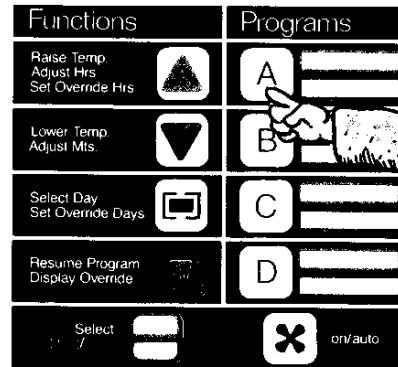 Functions
Programs
Raise Temp.
Adjust Hrs
Set Override Hrs
A
Lower Temp.
Adjust Mts.
B
Select Day
Set Override Days
C
Resume Program
Display Override
D
Select
/
on/auto